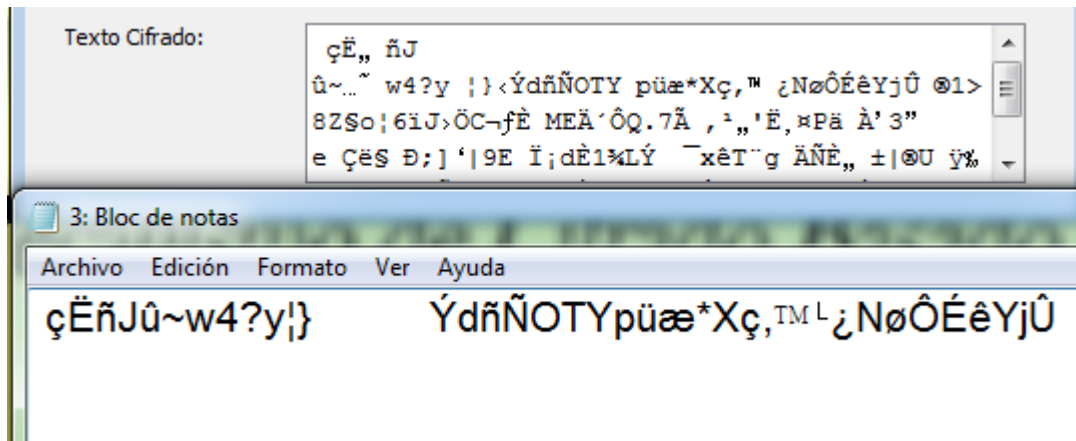 Texto Cifrado:
çË„ ñJ
û~…˜ w4?y ¦}‹ÝdñÑOTY püæ*Xç‚™ ¿NøÔÉêYjÛ ®1>
8ZSo¦6ïJ›ÖC¬ƒÈ MEÄ´ÔQ.7Ã ‚¹„'Ë¸¤Pä À’3”
e Çë§ Ð;]‘|9E Ï¡dÈ1¾LÝ ¯xêT¨g ÄÑÈ„ ±|®U ÿ‰
3: Bloc de notas
Archivo Edición Formato Ver Ayuda
çËñJû~w4?y¦} ÝdñÑOTYpüæ*Xç‚™└¿NøÔÉêYjÛ